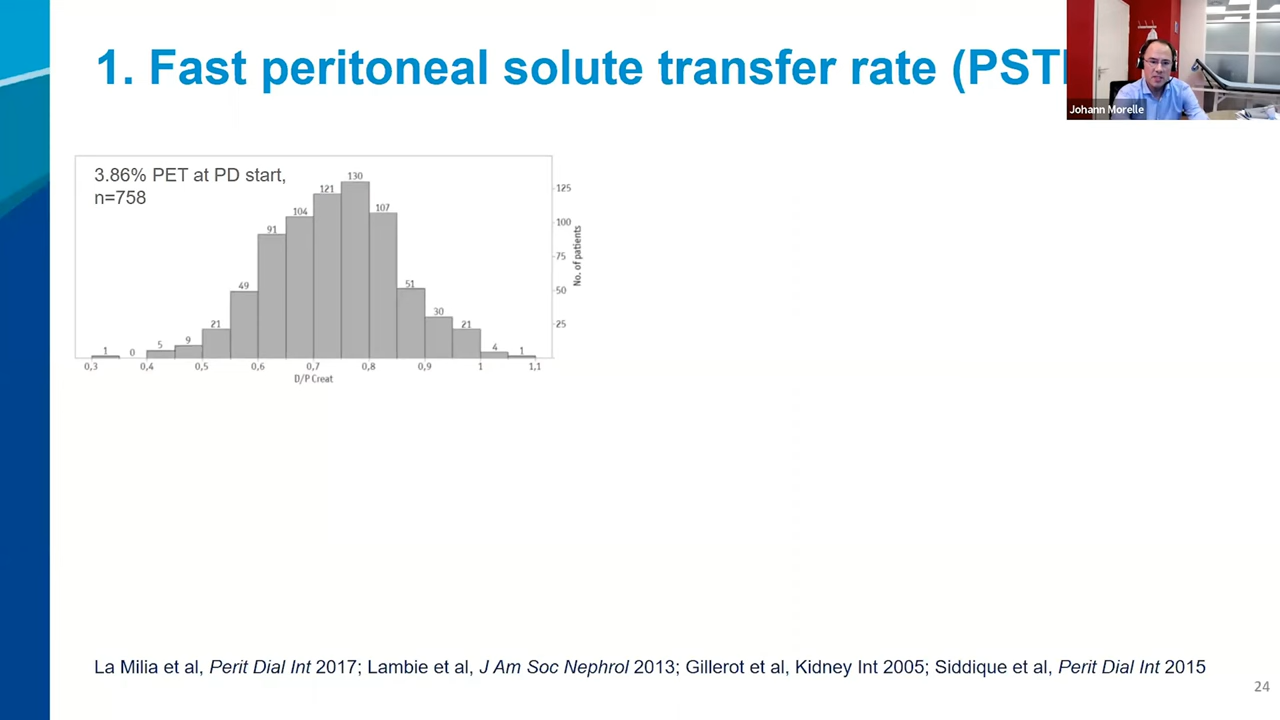 1. Fast peritoneal solute transfer rate (PST
Johann Morelle
3.86% PET at PD start,
n=758
1
0
5
9
21
49
91
104
121
130
107
51
30
21
4
1
125
100
75
50
25
No. of patients
0,3 0,4 0,5 0,6 0,7 0,8 0,9 1 1,1
D/P Creat
La Milia et al, Perit Dial Int 2017; Lambie et al, J Am Soc Nephrol 2013; Gillerot et al, Kidney Int 2005; Siddique et al, Perit Dial Int 2015
24